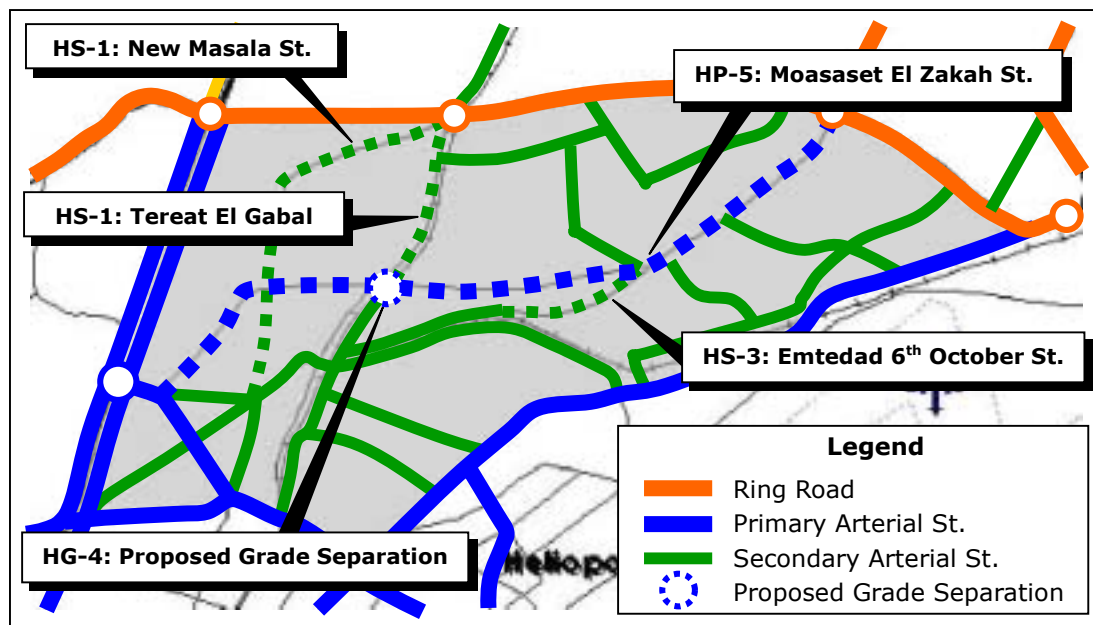 HS-1: New Masala St.
HP-5: Moasaset El Zakah St.
HS-1: Tereat El Gabal
HS-3: Emtedad 6th October St.
HG-4: Proposed Grade Separation
Heliopo
Legend
Ring Road
Primary Arterial St.
Secondary Arterial St.
Proposed Grade Separation